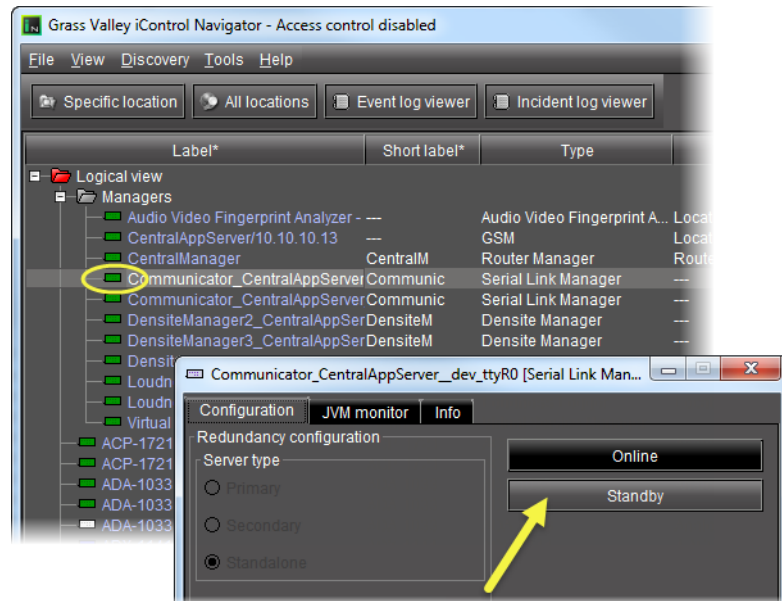 Grass Valley iControl Navigator - Access control disabled
File View Discovery Tools Help
Specific location All locations Event log viewer Incident log viewer
Label* Short label* Type
Logical view
Managers
Audio Video Fingerprint Analyzer - --- Audio Video Fingerprint A... Loca
CentralAppServer/10.10.10.13 --- GSM Loca
CentralManager CentralM Router Manager Route
Communicator_CentralAppServer Communic Serial Link Manager ---
Communicator_CentralAppServer Communic Serial Link Manager ---
DensiteManager2_CentralAppSer DensiteM Densite Manager ---
DensiteManager3_CentralAppSer DensiteM Densite Manager ---
Densit
Loudn
Loudn
Virtual
ACP-1721
ACP-1721
ADA-1033
ADA-1033
ADA-1033
Communicator_CentralAppServer__dev_ttyR0 [Serial Link Man...
Configuration JVM monitor Info
Redundancy configuration
Server type
Primary
Secondary
Standalone
Online
Standby